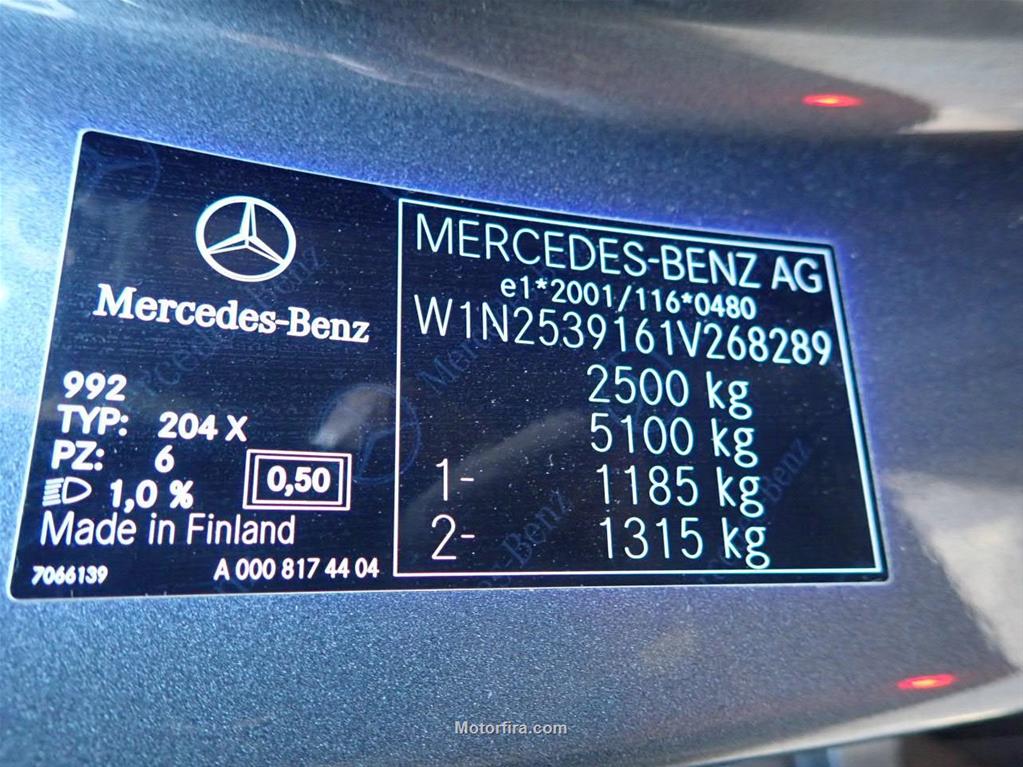 Mercedes-Benz
992
TYP: 204 X
PZ: 6
1,0 %
0,50
Made in Finland
7066139
A 000 817 44 04
MERCEDES-BENZ AG
e1*2001/116*0480
W1N2539161V268289
2500 kg
5100 kg
1- 1185 kg
2- 1315 kg
Motorfira.com